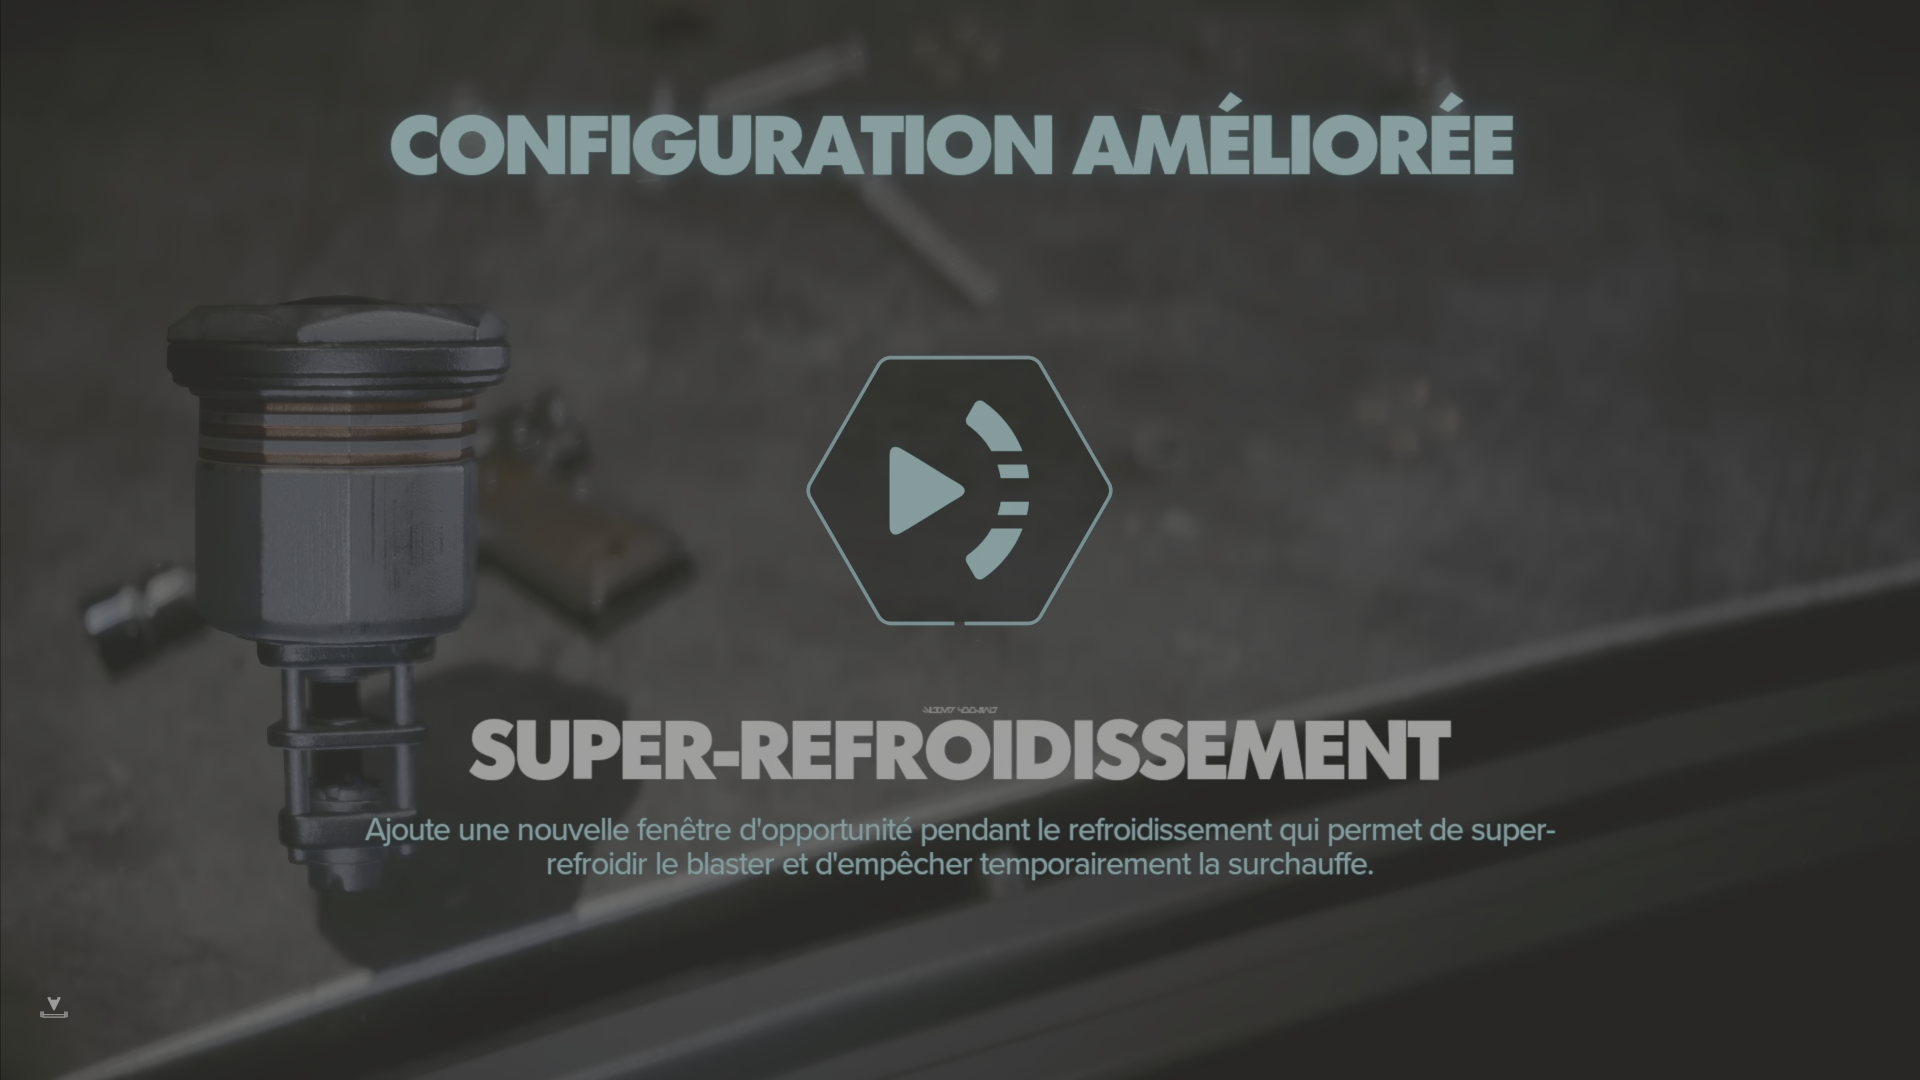 CONFIGURATION AMÉLIORÉE
SUPER-REFROIDISSEMENT
Ajoute une nouvelle fenêtre d'opportunité pendant le refroidissement qui permet de super-
refroidir le blaster et d'empêcher temporairement la surchauffe.